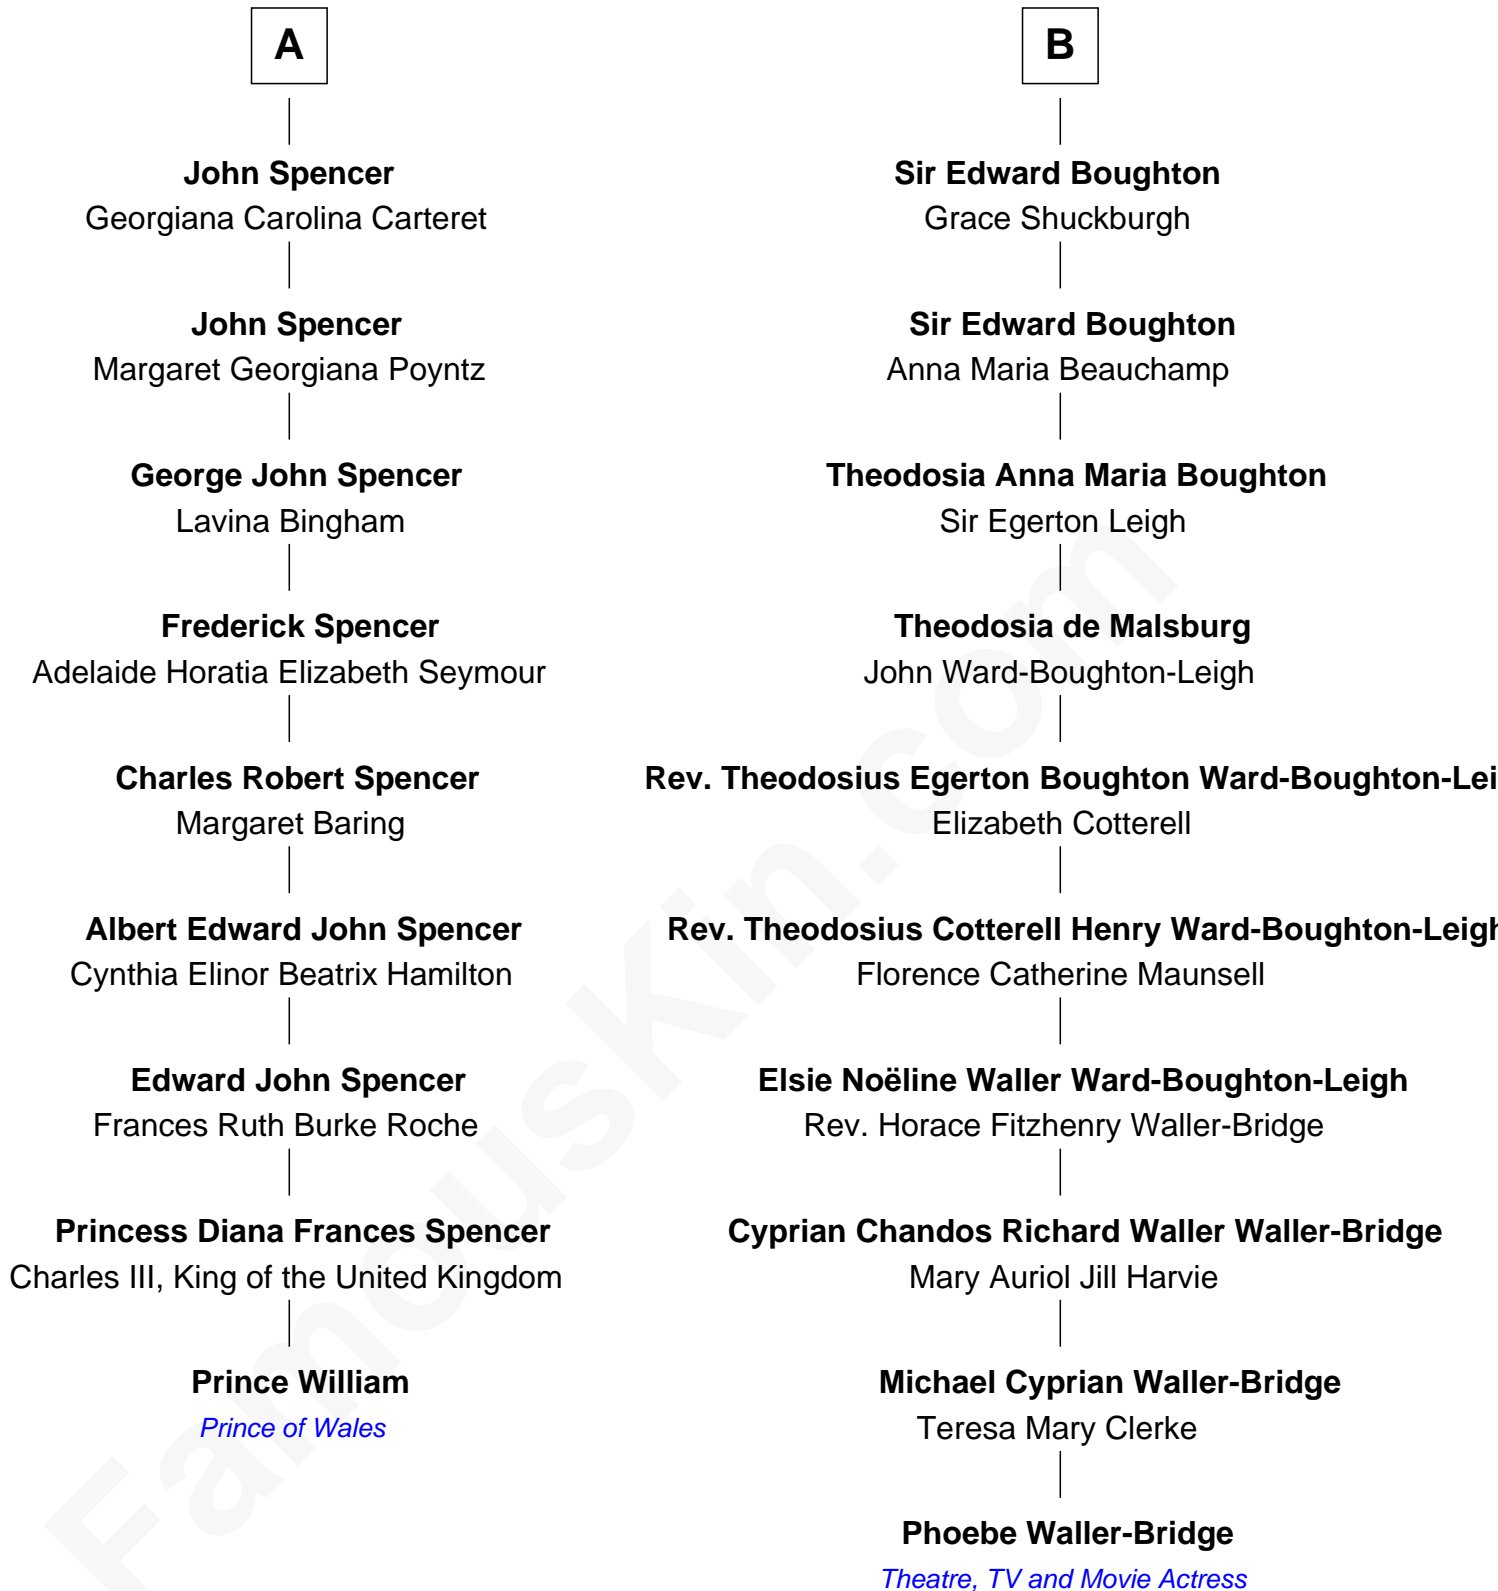 A
John Spencer
Georgiana Carolina Carteret
John Spencer
Margaret Georgiana Poyntz
George John Spencer
Lavina Bingham
Frederick Spencer
Adelaide Horatia Elizabeth Seymour
Charles Robert Spencer
Margaret Baring
Albert Edward John Spencer
Cynthia Elinor Beatrix Hamilton
Edward John Spencer
Frances Ruth Burke Roche
Princess Diana Frances Spencer
Charles III, King of the United Kingdom
Prince William
Prince of Wales
B
Sir Edward Boughton
Grace Shuckburgh
Sir Edward Boughton
Anna Maria Beauchamp
Theodosia Anna Maria Boughton
Sir Egerton Leigh
Theodosia de Malsburg
John Ward-Boughton-Leigh
Rev. Theodosius Egerton Boughton Ward-Boughton-Lei
Elizabeth Cotterell
Rev. Theodosius Cotterell Henry Ward-Boughton-Leigh
Florence Catherine Maunsell
Elsie Noëline Waller Ward-Boughton-Leigh
Rev. Horace Fitzhenry Waller-Bridge
Cyprian Chandos Richard Waller Waller-Bridge
Mary Auriol Jill Harvie
Michael Cyprian Waller-Bridge
Teresa Mary Clerke
Phoebe Waller-Bridge
Theatre, TV and Movie Actress
FamousKin.com